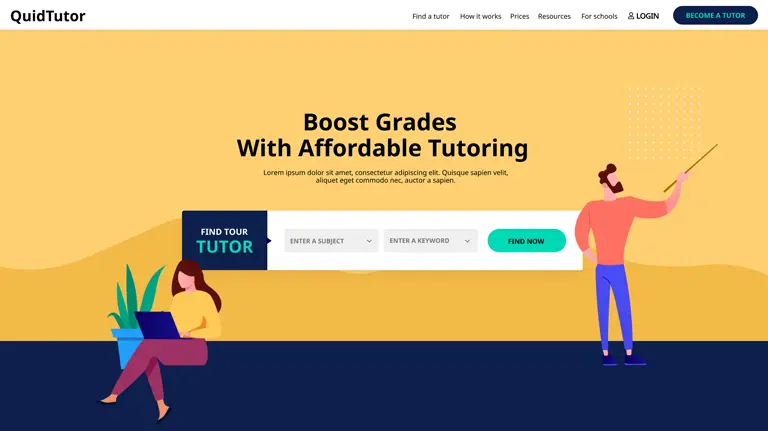 QuidTutor
Find a tutor How it works Prices Resources For schools LOGIN BECOME A TUTOR
Boost Grades
With Affordable Tutoring
Lorem ipsum dolor sit amet, consectetur adipiscing elit. Quisque sapien velit,
aliquet eget commodo nec, auctor a sapien.
FIND TOUR
TUTOR
ENTER A SUBJECT ENTER A KEYWORD FIND NOW